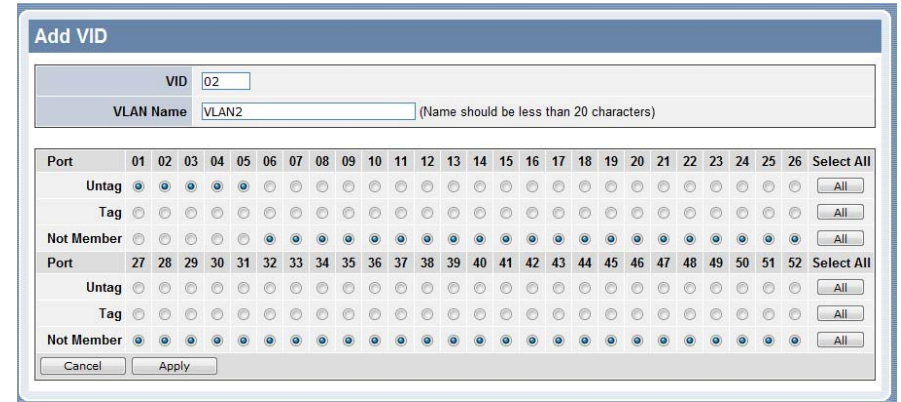 Add VID
VID 02
VLAN Name VLAN2 (Name should be less than 20 characters)
Port 01 02 03 04 05 06 07 08 09 10 11 12 13 14 15 16 17 18 19 20 21 22 23 24 25 26 Select All
Untag All
Tag All
Not Member All
Port 27 28 29 30 31 32 33 34 35 36 37 38 39 40 41 42 43 44 45 46 47 48 49 50 51 52 Select All
Untag All
Tag All
Not Member All
Cancel Apply